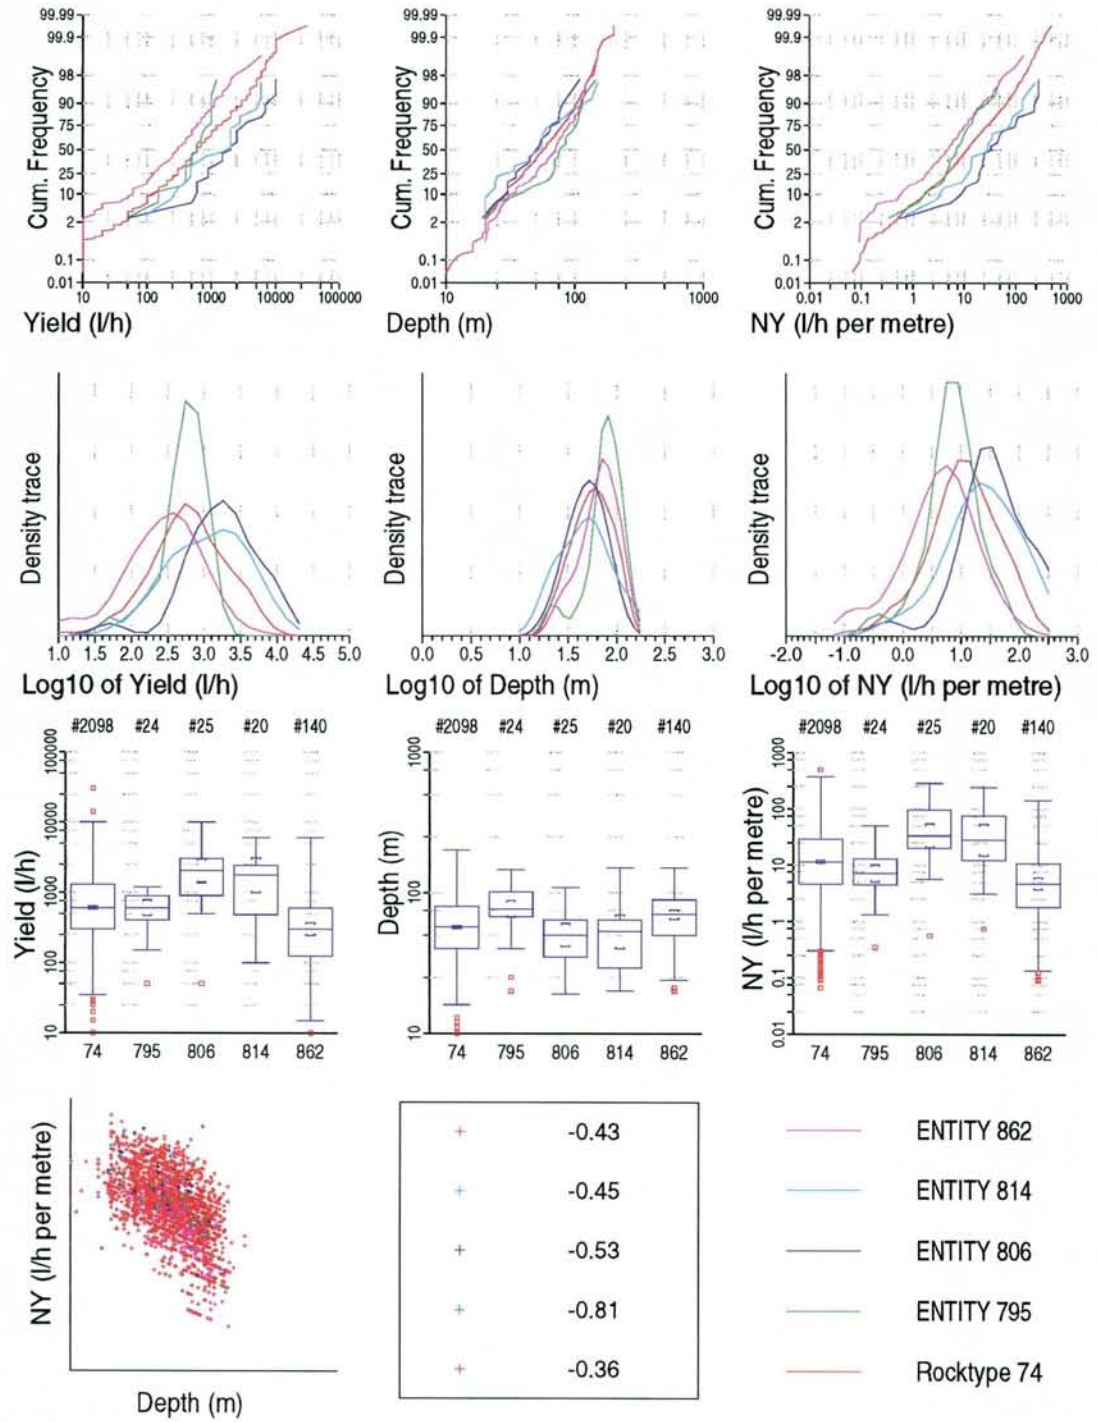 99.99 99.99 99.99
99.9 99.9 99.9
98 98 98
90 90 90
75 75 75
50 50 50
25 25 25
10 10 10
2 2 2
0.1 0.1 0.1
0.01 0.01 0.01
Cum. Frequency Cum. Frequency Cum. Frequency
10 100 1000 10000 100000 10 100 1000 0.01 0.1 1 10 100 1000
Yield (l/h) Depth (m) NY (l/h per metre)
Density trace Density trace Density trace
1.0 1.5 2.0 2.5 3.0 3.5 4.0 4.5 5.0 0.0 0.5 1.0 1.5 2.0 2.5 3.0 -2.0 -1.0 0.0 1.0 2.0 3.0
Log10 of Yield (l/h) Log10 of Depth (m) Log10 of NY (l/h per metre)
#2098 #24 #25 #20 #140 #2098 #24 #25 #20 #140 #2098 #24 #25 #20 #140
Yield (l/h)
100000
10000
1000
100
10
Depth (m)
1000
100
10
NY (l/h per metre)
1000
100
10
1
0.1
0.01
74 795 806 814 862 74 795 806 814 862 74 795 806 814 862
NY (l/h per metre)
Depth (m)
-0.43
-0.45
-0.53
-0.81
-0.36
ENTITY 862
ENTITY 814
ENTITY 806
ENTITY 795
Rocktype 74